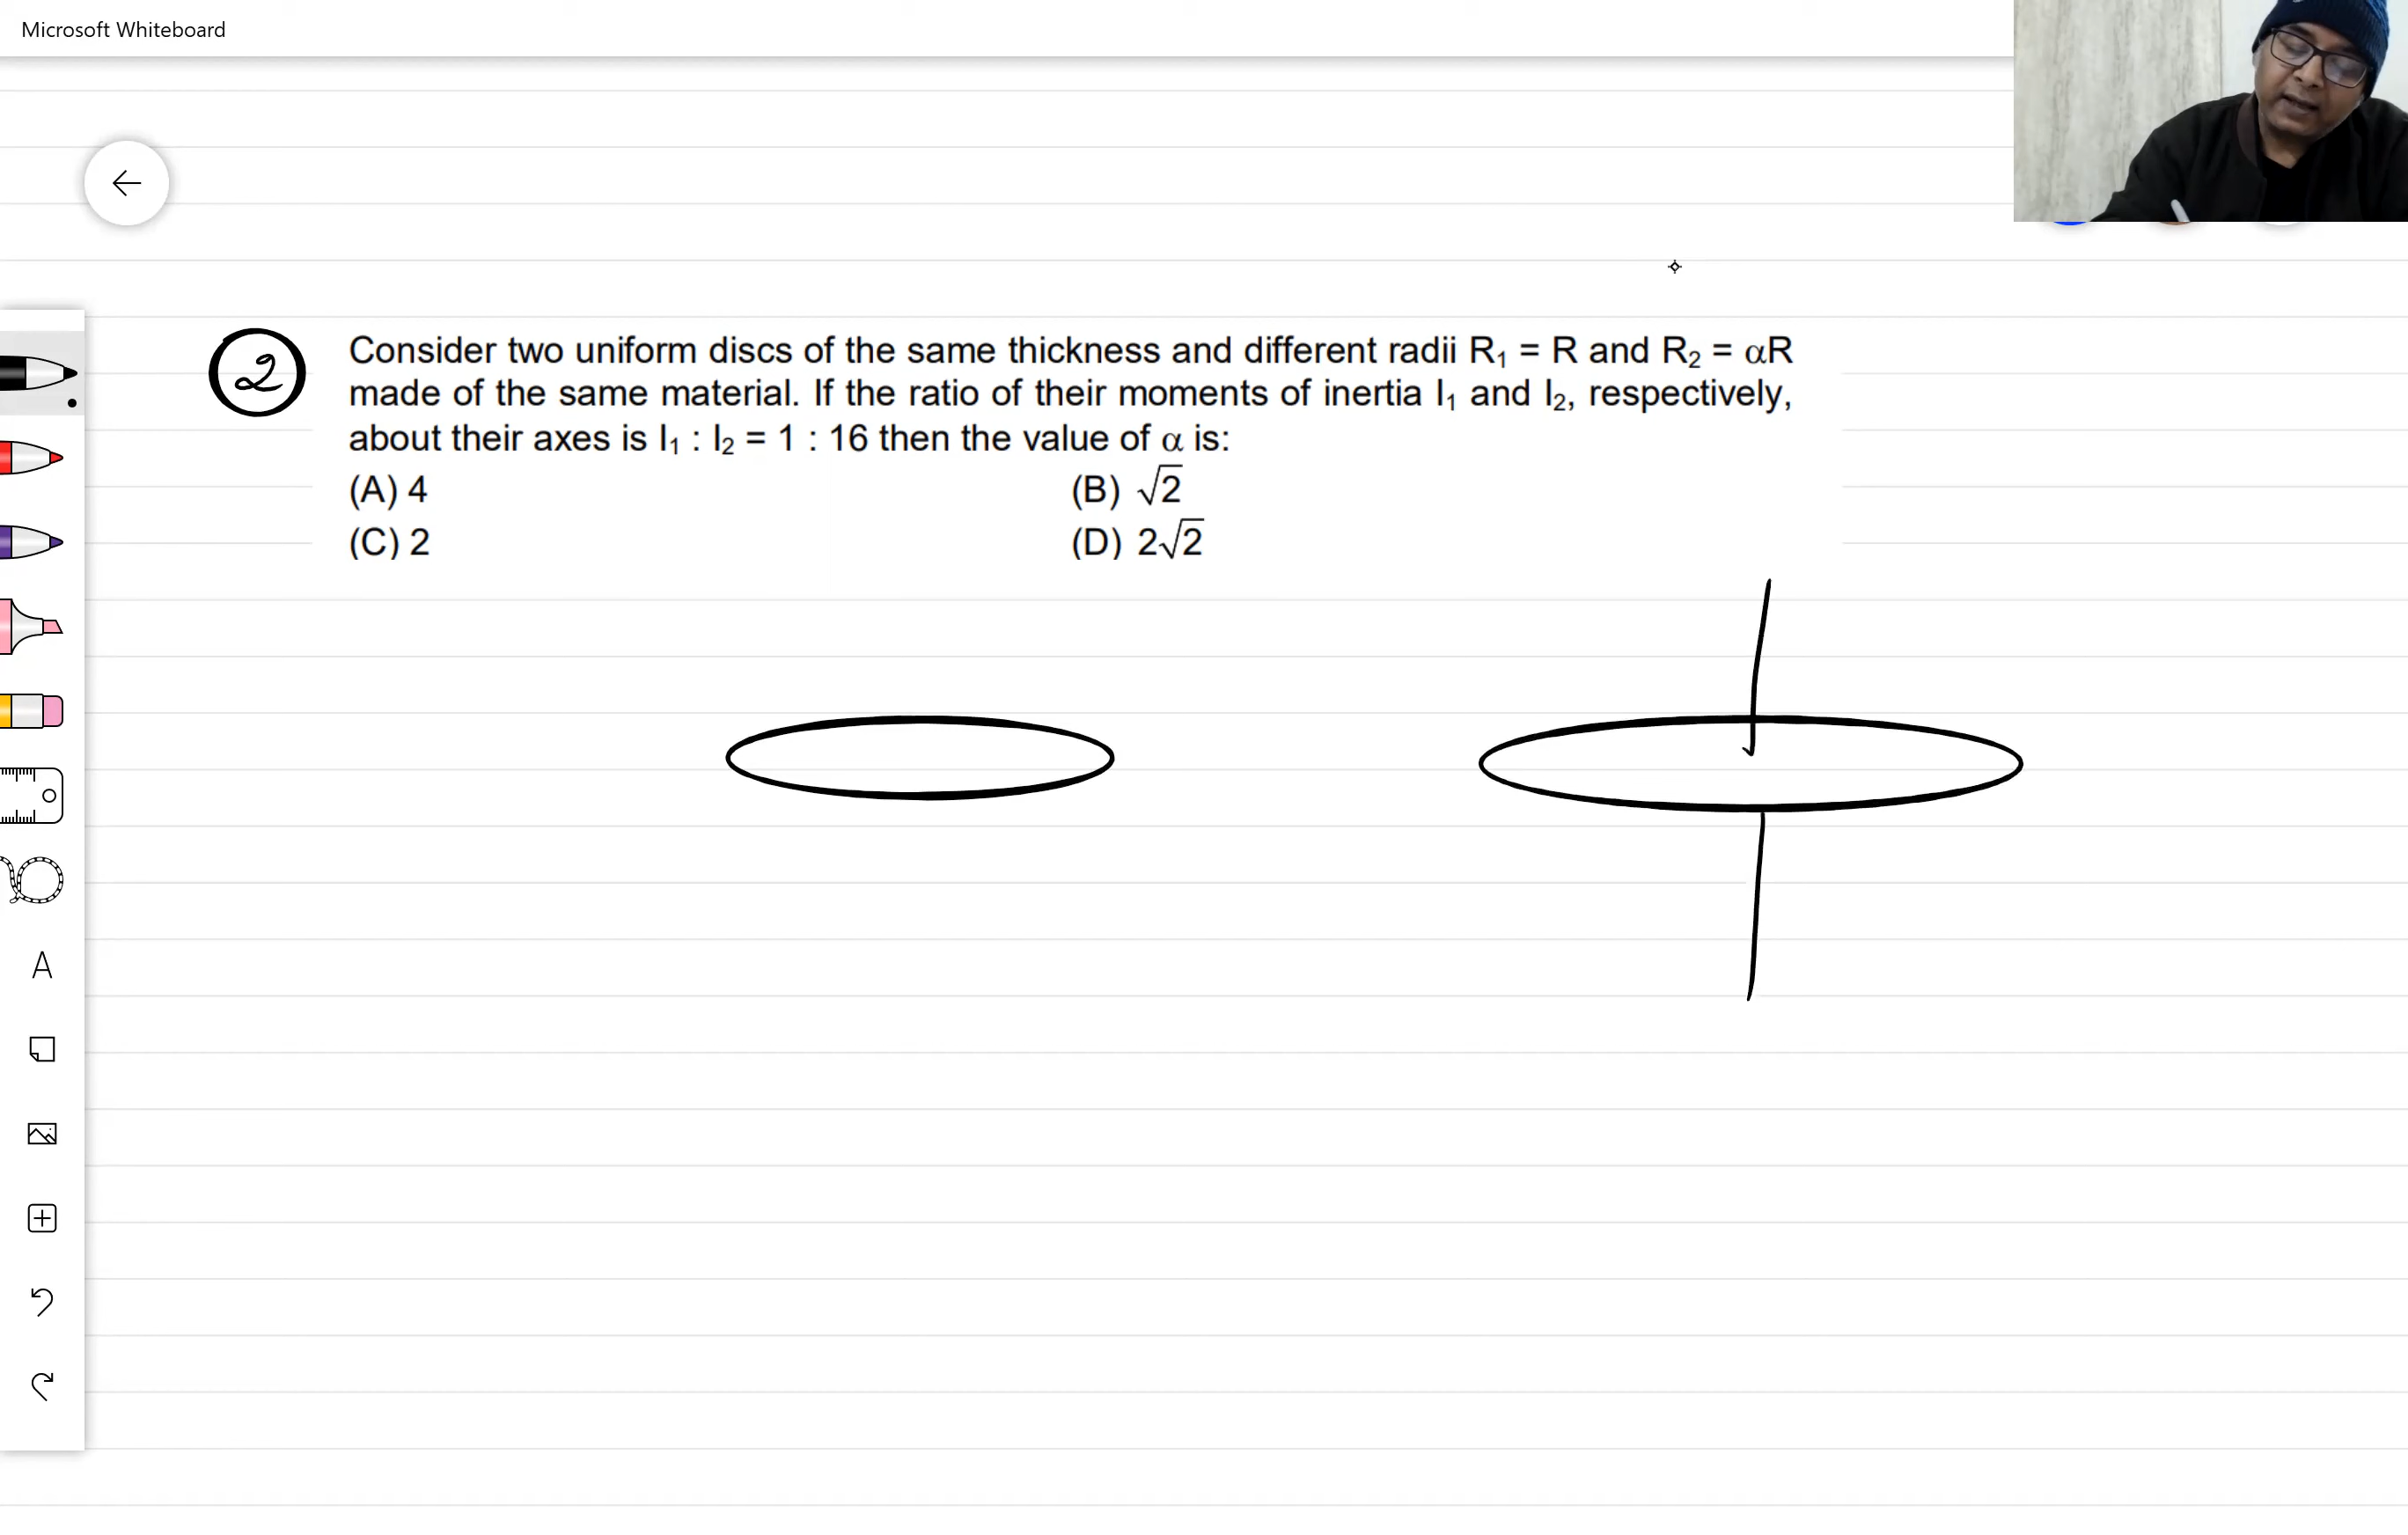 Microsoft Whiteboard
2 Consider two uniform discs of the same thickness and different radii R₁ = R and R₂ = αR
made of the same material. If the ratio of their moments of inertia I₁ and I₂, respectively,
about their axes is I₁ : I₂ = 1 : 16 then the value of α is:
(A) 4 (B) √2
(C) 2 (D) 2√2
A